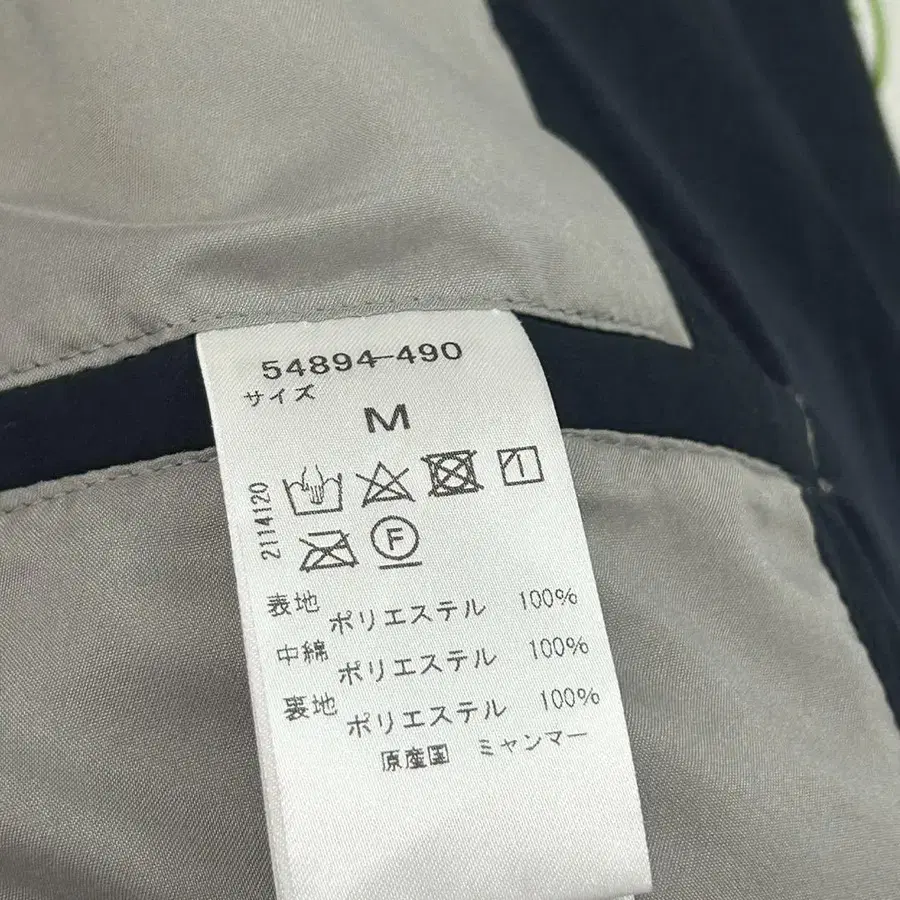 54894-490
サイズ
M
2114120
F
表地 ポリエステル 100%
中綿 ポリエステル 100%
裏地 ポリエステル 100%
原産国 ミャンマー